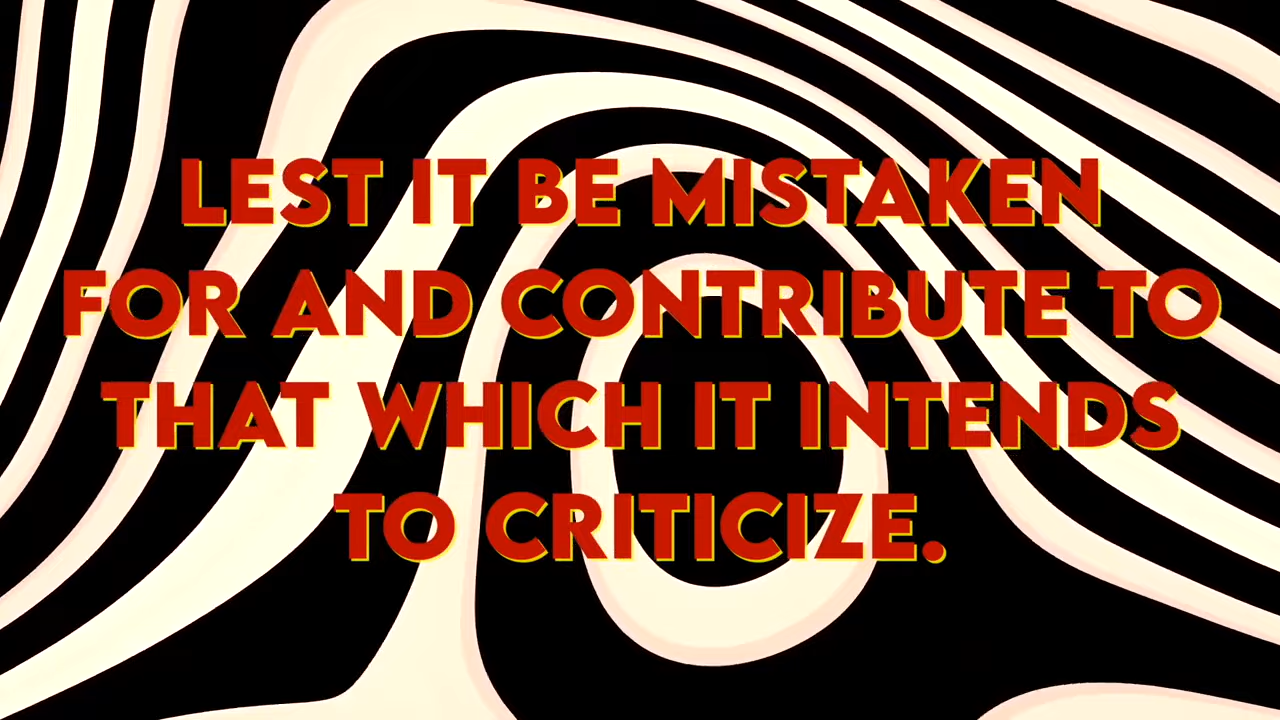 LEST IT BE MISTAKEN
FOR AND CONTRIBUTE TO
THAT WHICH IT INTENDS
TO CRITICIZE.